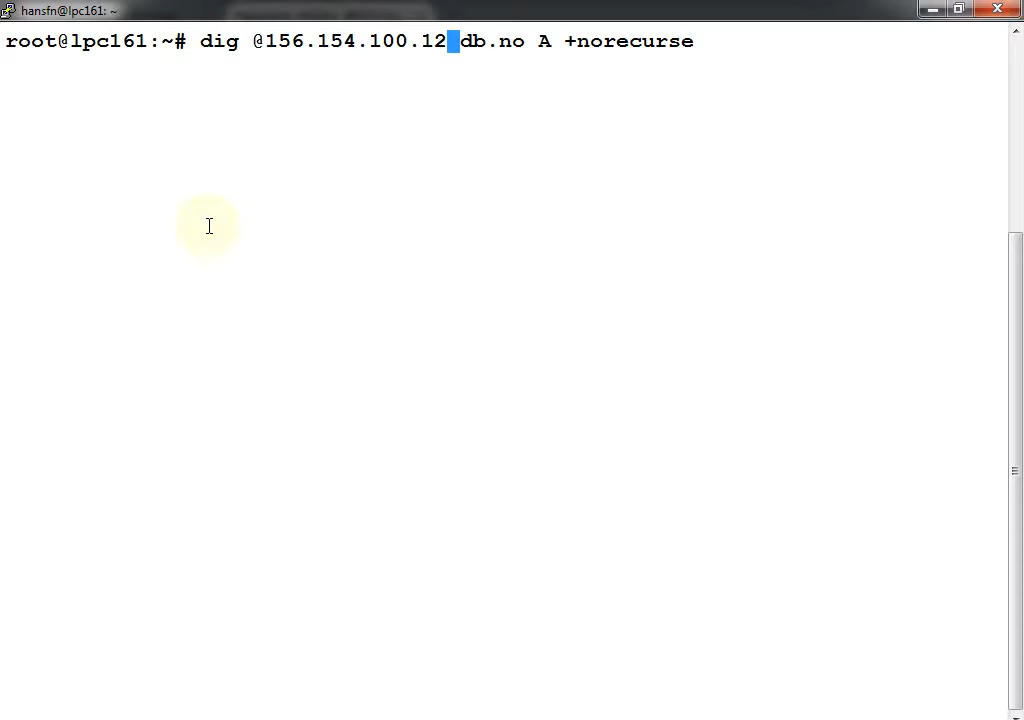 hansfn@lpc161: ~
root@lpc161:~# dig @156.154.100.12 db.no A +norecurse